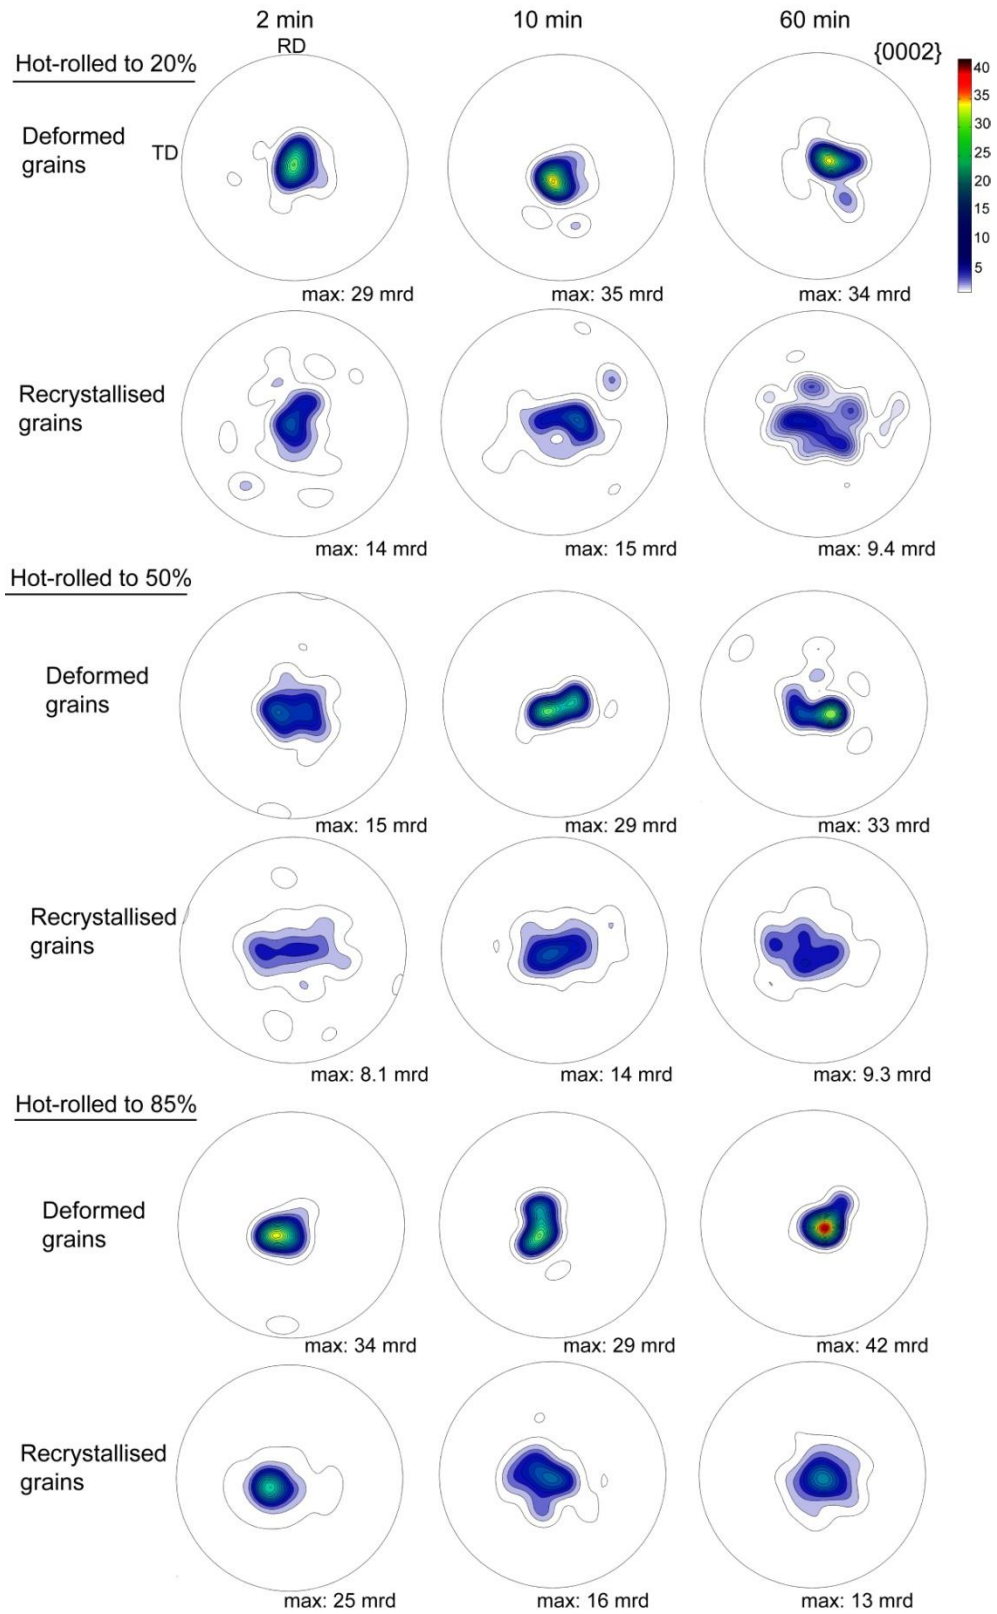 2 min 10 min 60 min
RD
{0002}
Hot-rolled to 20%
40
35
30
25
20
15
10
5
Deformed
grains
TD
max: 29 mrd max: 35 mrd max: 34 mrd
Recrystallised
grains
max: 14 mrd max: 15 mrd max: 9.4 mrd
Hot-rolled to 50%
Deformed
grains
max: 15 mrd max: 29 mrd max: 33 mrd
Recrystallised
grains
max: 8.1 mrd max: 14 mrd max: 9.3 mrd
Hot-rolled to 85%
Deformed
grains
max: 34 mrd max: 29 mrd max: 42 mrd
Recrystallised
grains
max: 25 mrd max: 16 mrd max: 13 mrd